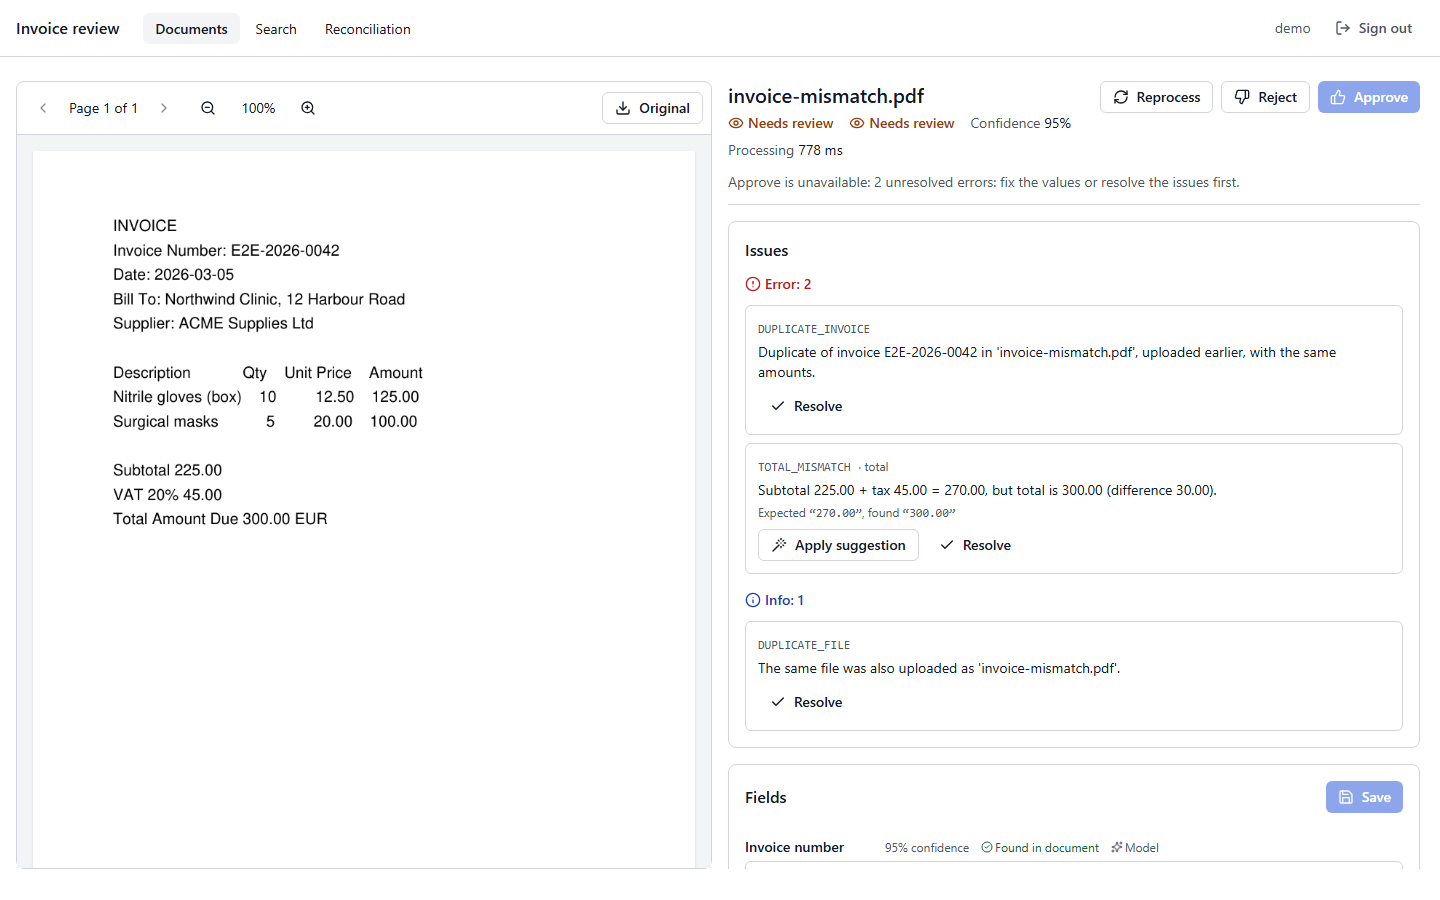 Invoice review
Documents
Search
Reconciliation
demo
Sign out
Page 1 of 1
100%
Original
INVOICE
Invoice Number: E2E-2026-0042
Date: 2026-03-05
Bill To: Northwind Clinic, 12 Harbour Road
Supplier: ACME Supplies Ltd
Description Qty Unit Price Amount
Nitrile gloves (box) 10 12.50 125.00
Surgical masks 5 20.00 100.00
Subtotal 225.00
VAT 20% 45.00
Total Amount Due 300.00 EUR
invoice-mismatch.pdf
Reprocess
Reject
Approve
Needs review
Needs review
Confidence 95%
Processing 778 ms
Approve is unavailable: 2 unresolved errors: fix the values or resolve the issues first.
Issues
Error: 2
DUPLICATE_INVOICE
Duplicate of invoice E2E-2026-0042 in 'invoice-mismatch.pdf', uploaded earlier, with the same
amounts.
Resolve
TOTAL_MISMATCH · total
Subtotal 225.00 + tax 45.00 = 270.00, but total is 300.00 (difference 30.00).
Expected “270.00”, found “300.00”
Apply suggestion
Resolve
Info: 1
DUPLICATE_FILE
The same file was also uploaded as 'invoice-mismatch.pdf'.
Resolve
Fields
Save
Invoice number
95% confidence
Found in document
Model